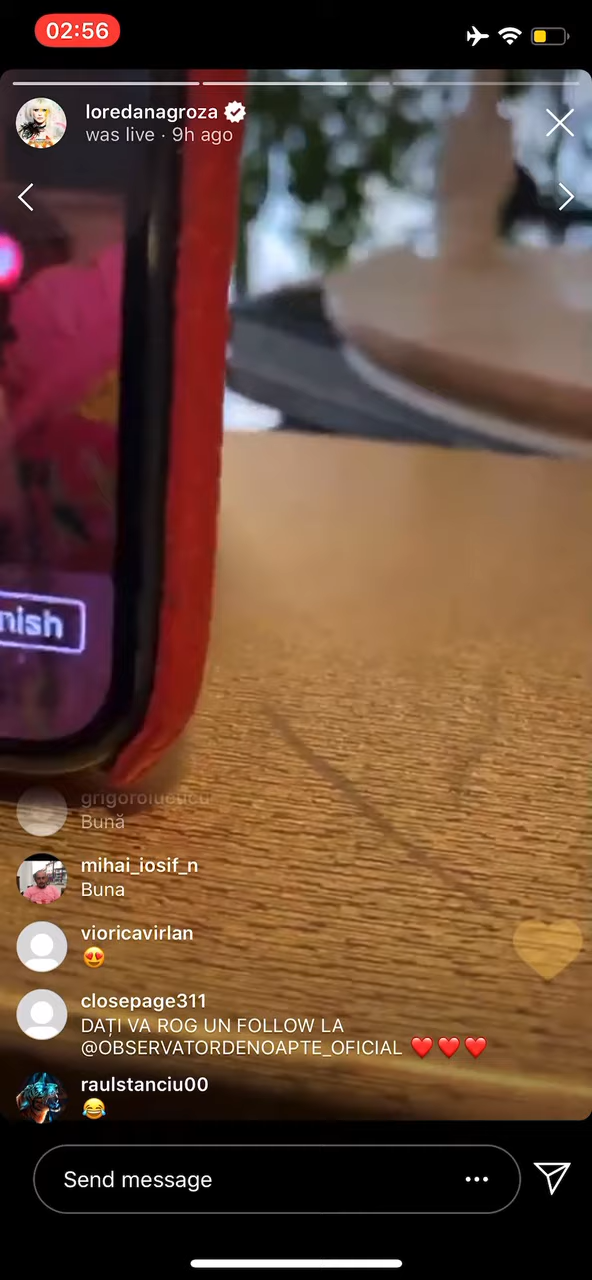 02:56
loredanagroza
was live · 9h ago
nish
grigoroiucucu
Bună
mihai_iosif_n
Buna
vioricavirlan
😍
closepage311
DAȚI VA ROG UN FOLLOW LA
@OBSERVATORDENOAPTE_OFICIAL ❤️❤️❤️
raulstanciu00
😂
Send message